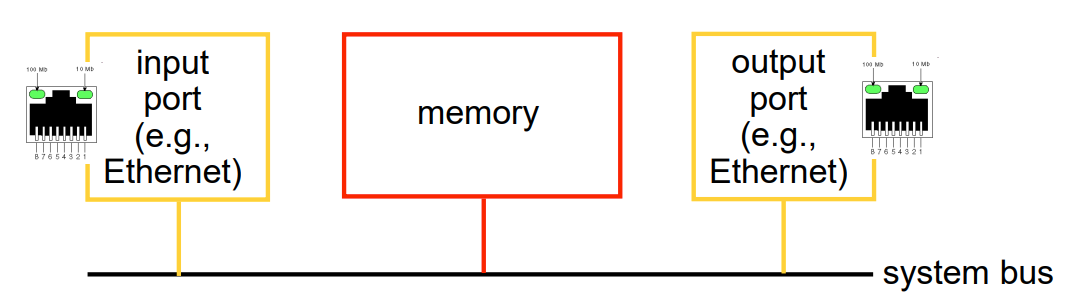 100 MB
10 Mb
8 7 6 5 4 3 2 1
input
port
(e.g.,
Ethernet)
memory
output
port
(e.g.,
Ethernet)
100 MB
10 Mb
8 7 6 5 4 3 2 1
system bus